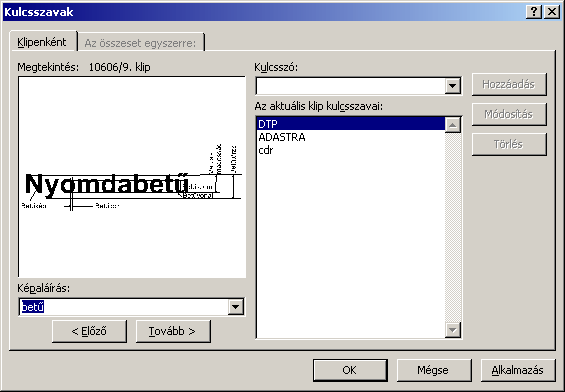 Kulcsszavak
Klipenként
Az összeset egyszerre:
Megtekintés: 10606/9. klip
Nyomdabetű
Betűkép
Kulcsszó:
Hozzáadás
Az aktuális klip kulcsszavai:
Módosítás
DTP
ADASTRA
cdr
Törlés
Képaláírás:
betű
< Előző
Tovább >
OK
Mégse
Alkalmazás